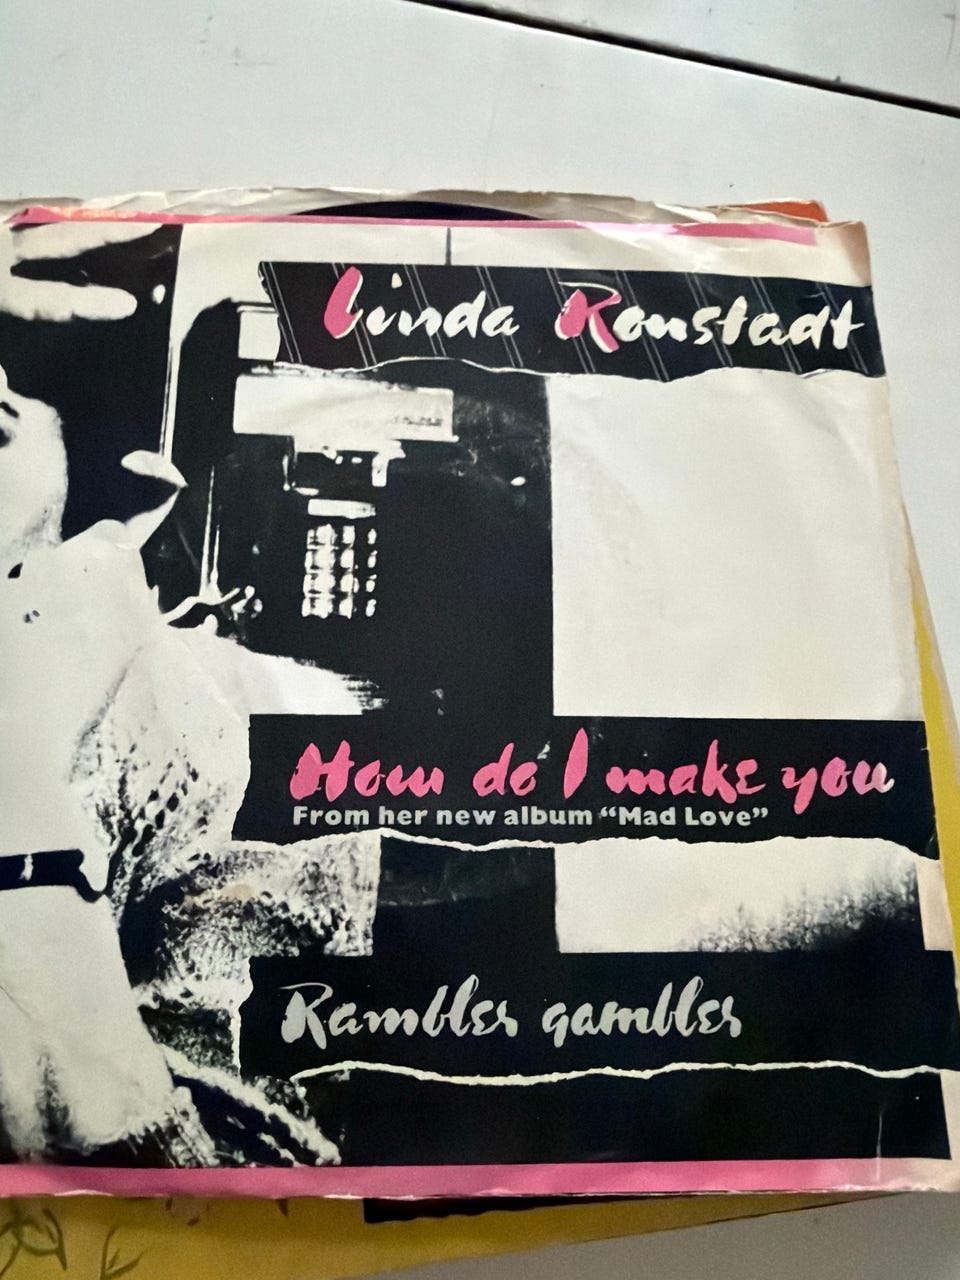 Linda Ronstadt
How do I make you
From her new album “Mad Love”
Rambler gambler